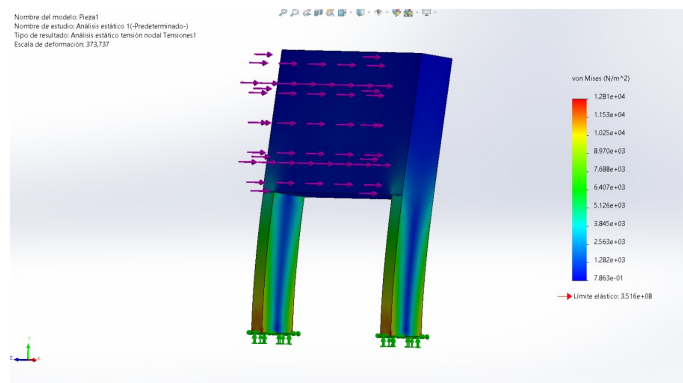 Nombre del modelo: Pieza1
Nombre de estudio: Análisis estático 1(-Predeterminado-)
Tipo de resultado: Análisis estático tensión nodal Tensiones1
Escala de deformación: 373,737
von Mises (N/m^2)
1.281e+04
1.153e+04
1.025e+04
8.970e+03
7.688e+03
6.407e+03
5.126e+03
3.845e+03
2.563e+03
1.282e+03
7.863e-01
Límite elástico: 3.516e+08